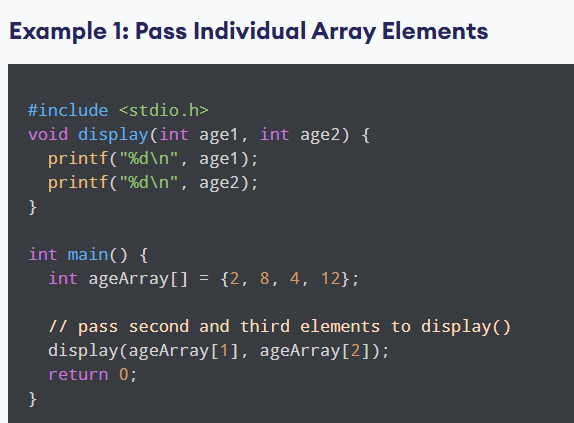 Example 1: Pass Individual Array Elements
#include <stdio.h>
void display(int age1, int age2) {
  printf("%d\n", age1);
  printf("%d\n", age2);
}
int main() {
  int ageArray[] = {2, 8, 4, 12};
  // pass second and third elements to display()
  display(ageArray[1], ageArray[2]);
  return 0;
}